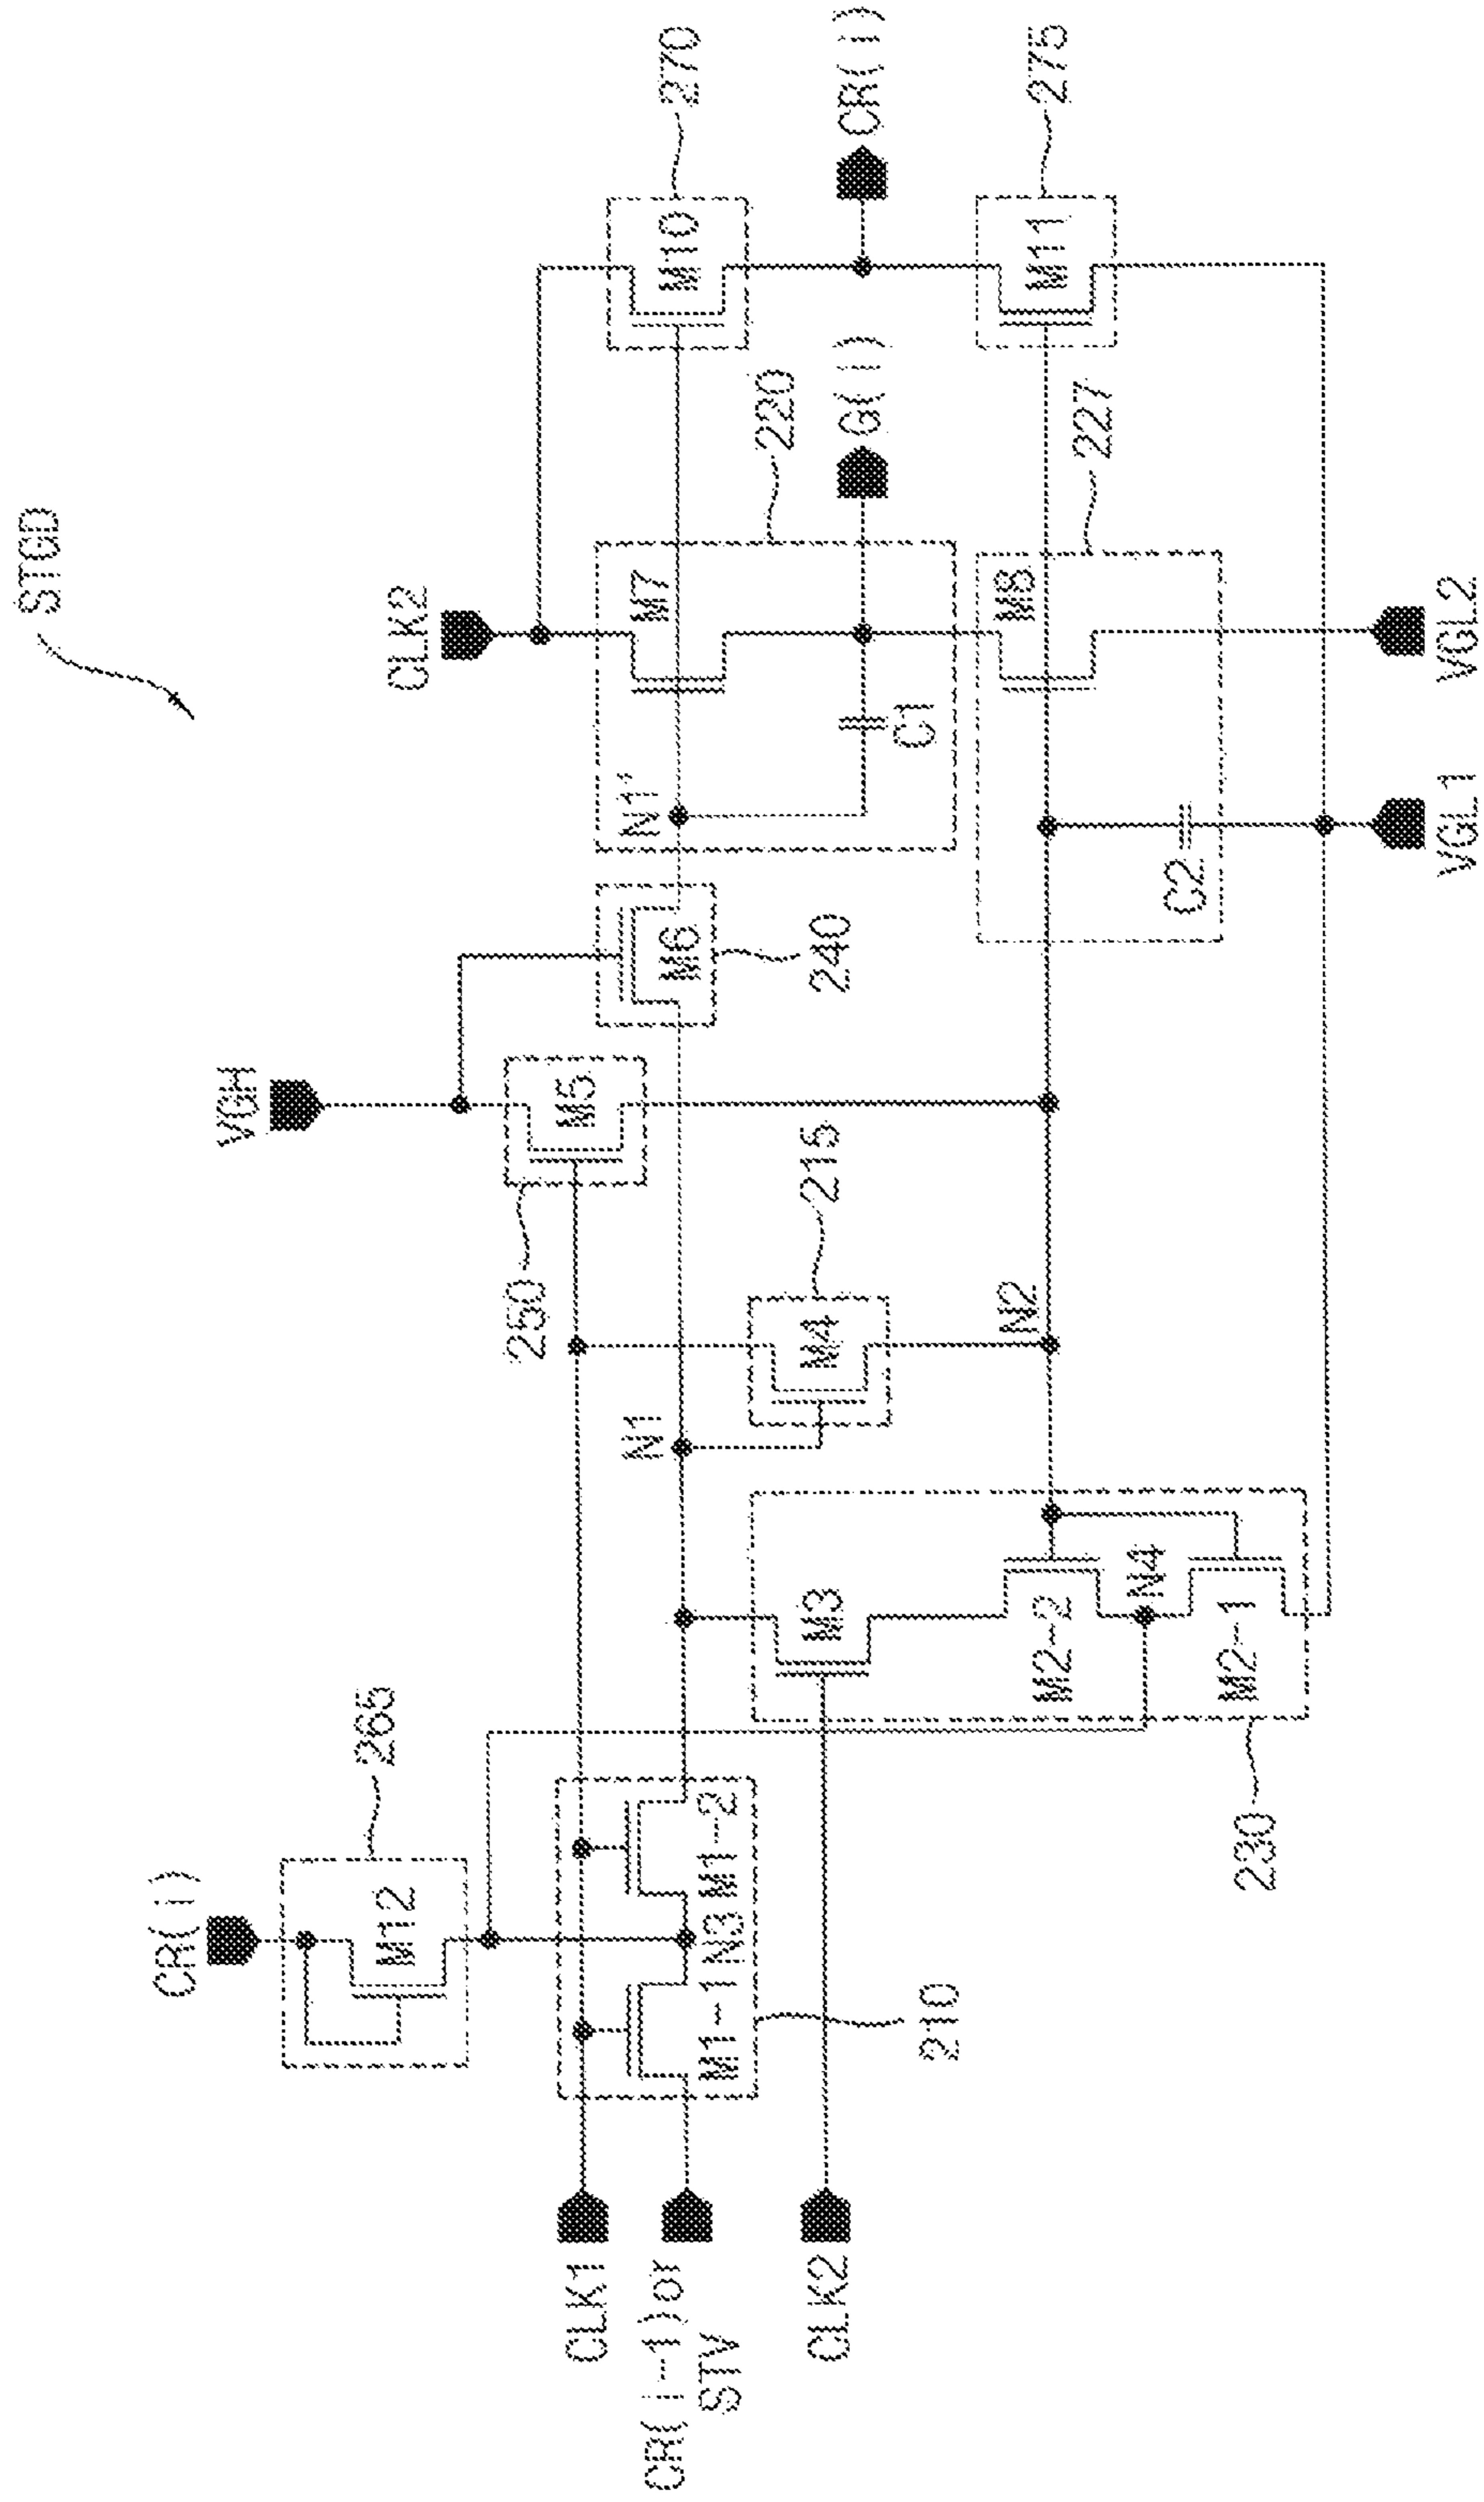 STGD
CLK2
VGH
CR(i)
265
M12
250
M5
M6
240
N1'
M7
220
C1
G(i)
M10
270
CR(i)
CLK1
CR(i-1)or
STV
CLK2
M1-1
N3
M1-2
210
N1
M4
215
N2
M3
M2-2
N4
M2-1
230
C2
M8
227
M11
275
VGL1
VGL2